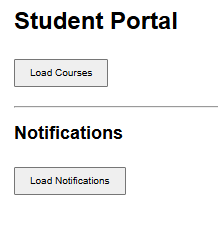 Student Portal
Load Courses
Notifications
Load Notifications